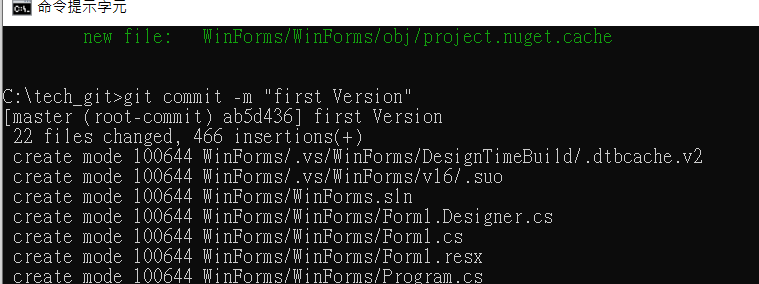 命令提示字元
new file:   WinForms/WinForms/obj/project.nuget.cache
C:\tech_git>git commit -m "first Version"
[master (root-commit) ab5d436] first Version
 22 files changed, 466 insertions(+)
 create mode 100644 WinForms/.vs/WinForms/DesignTimeBuild/.dtbcache.v2
 create mode 100644 WinForms/.vs/WinForms/v16/.suo
 create mode 100644 WinForms/WinForms.sln
 create mode 100644 WinForms/WinForms/Form1.Designer.cs
 create mode 100644 WinForms/WinForms/Form1.cs
 create mode 100644 WinForms/WinForms/Form1.resx
 create mode 100644 WinForms/WinForms/Program.cs